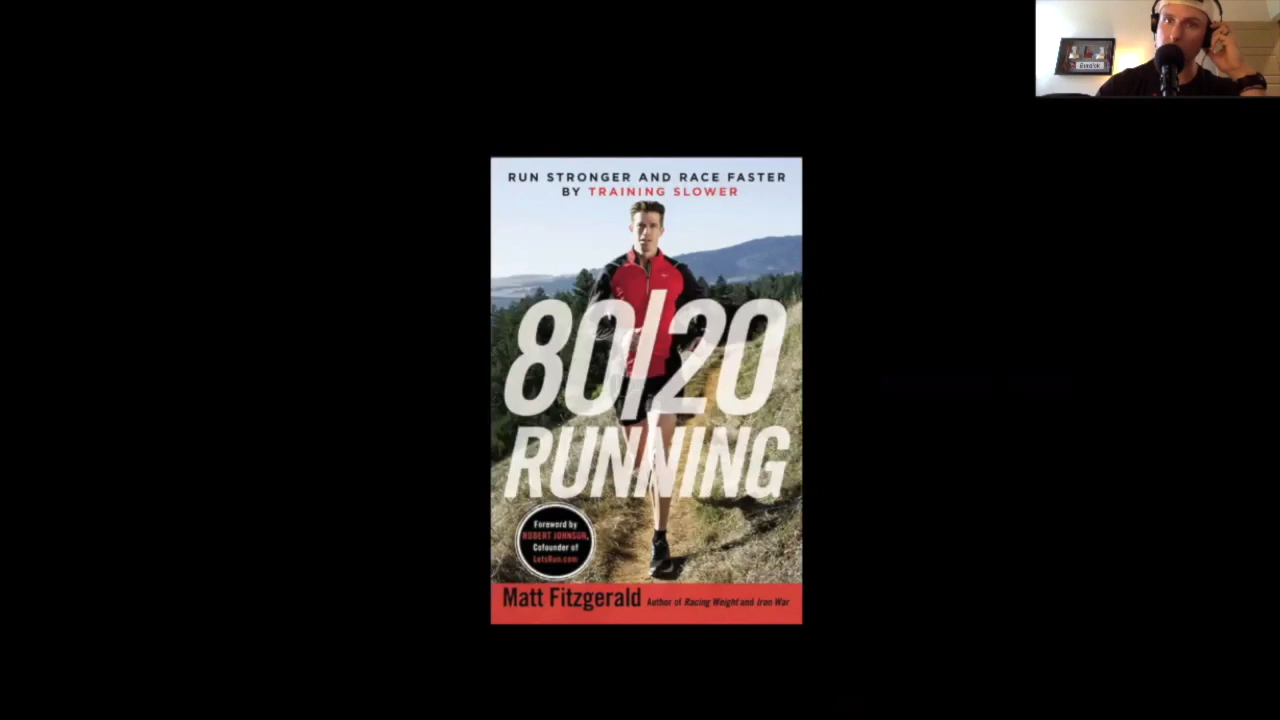 RUN STRONGER AND RACE FASTER
BY TRAINING SLOWER
80/20
RUNNING
Foreword by
ROBERT JOHNSON,
Cofounder of
LetsRun.com
Matt Fitzgerald Author of Racing Weight and Iron War